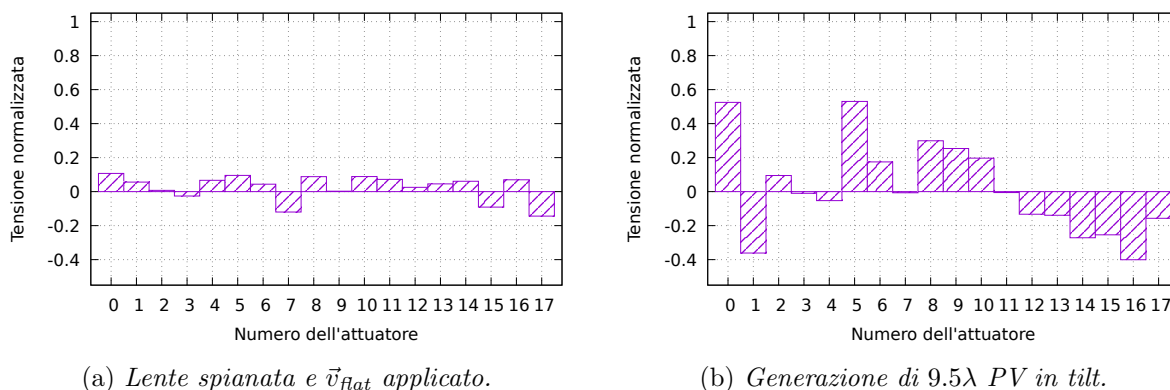 1
0.8
0.6
0.4
0.2
0
-0.2
-0.4
Tensione normalizzata
0 1 2 3 4 5 6 7 8 9 10 11 12 13 14 15 16 17
Numero dell'attuatore
(a) Lente spianata e v⃗flat applicato.
1
0.8
0.6
0.4
0.2
0
-0.2
-0.4
Tensione normalizzata
0 1 2 3 4 5 6 7 8 9 10 11 12 13 14 15 16 17
Numero dell'attuatore
(b) Generazione di 9.5λ PV in tilt.